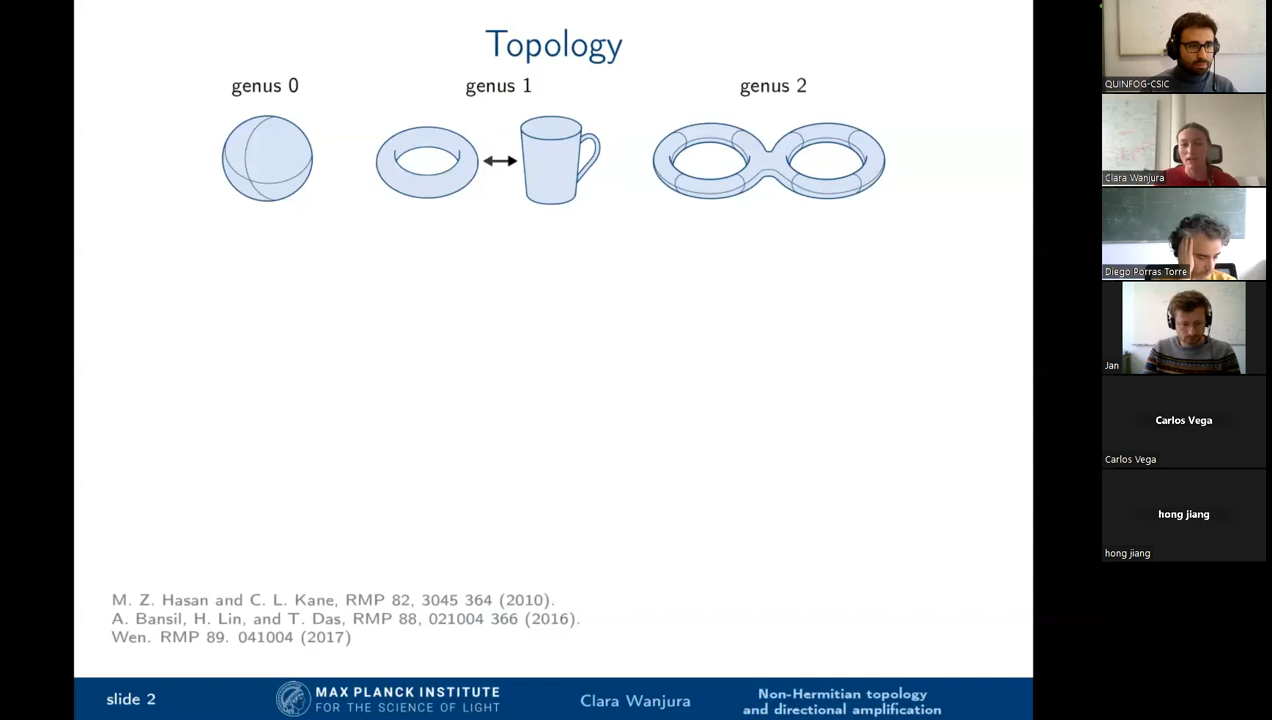 Topology
genus 0
genus 1
genus 2
M. Z. Hasan and C. L. Kane, RMP 82, 3045 364 (2010).
A. Bansil, H. Lin, and T. Das, RMP 88, 021004 366 (2016).
Wen. RMP 89. 041004 (2017)
slide 2
MAX PLANCK INSTITUTE
FOR THE SCIENCE OF LIGHT
Clara Wanjura
Non-Hermitian topology
and directional amplification
QUINFOG-CSIC
Clara Wanjura
Diego Porras Torre
Jan
Carlos Vega
Carlos Vega
hong jiang
hong jiang